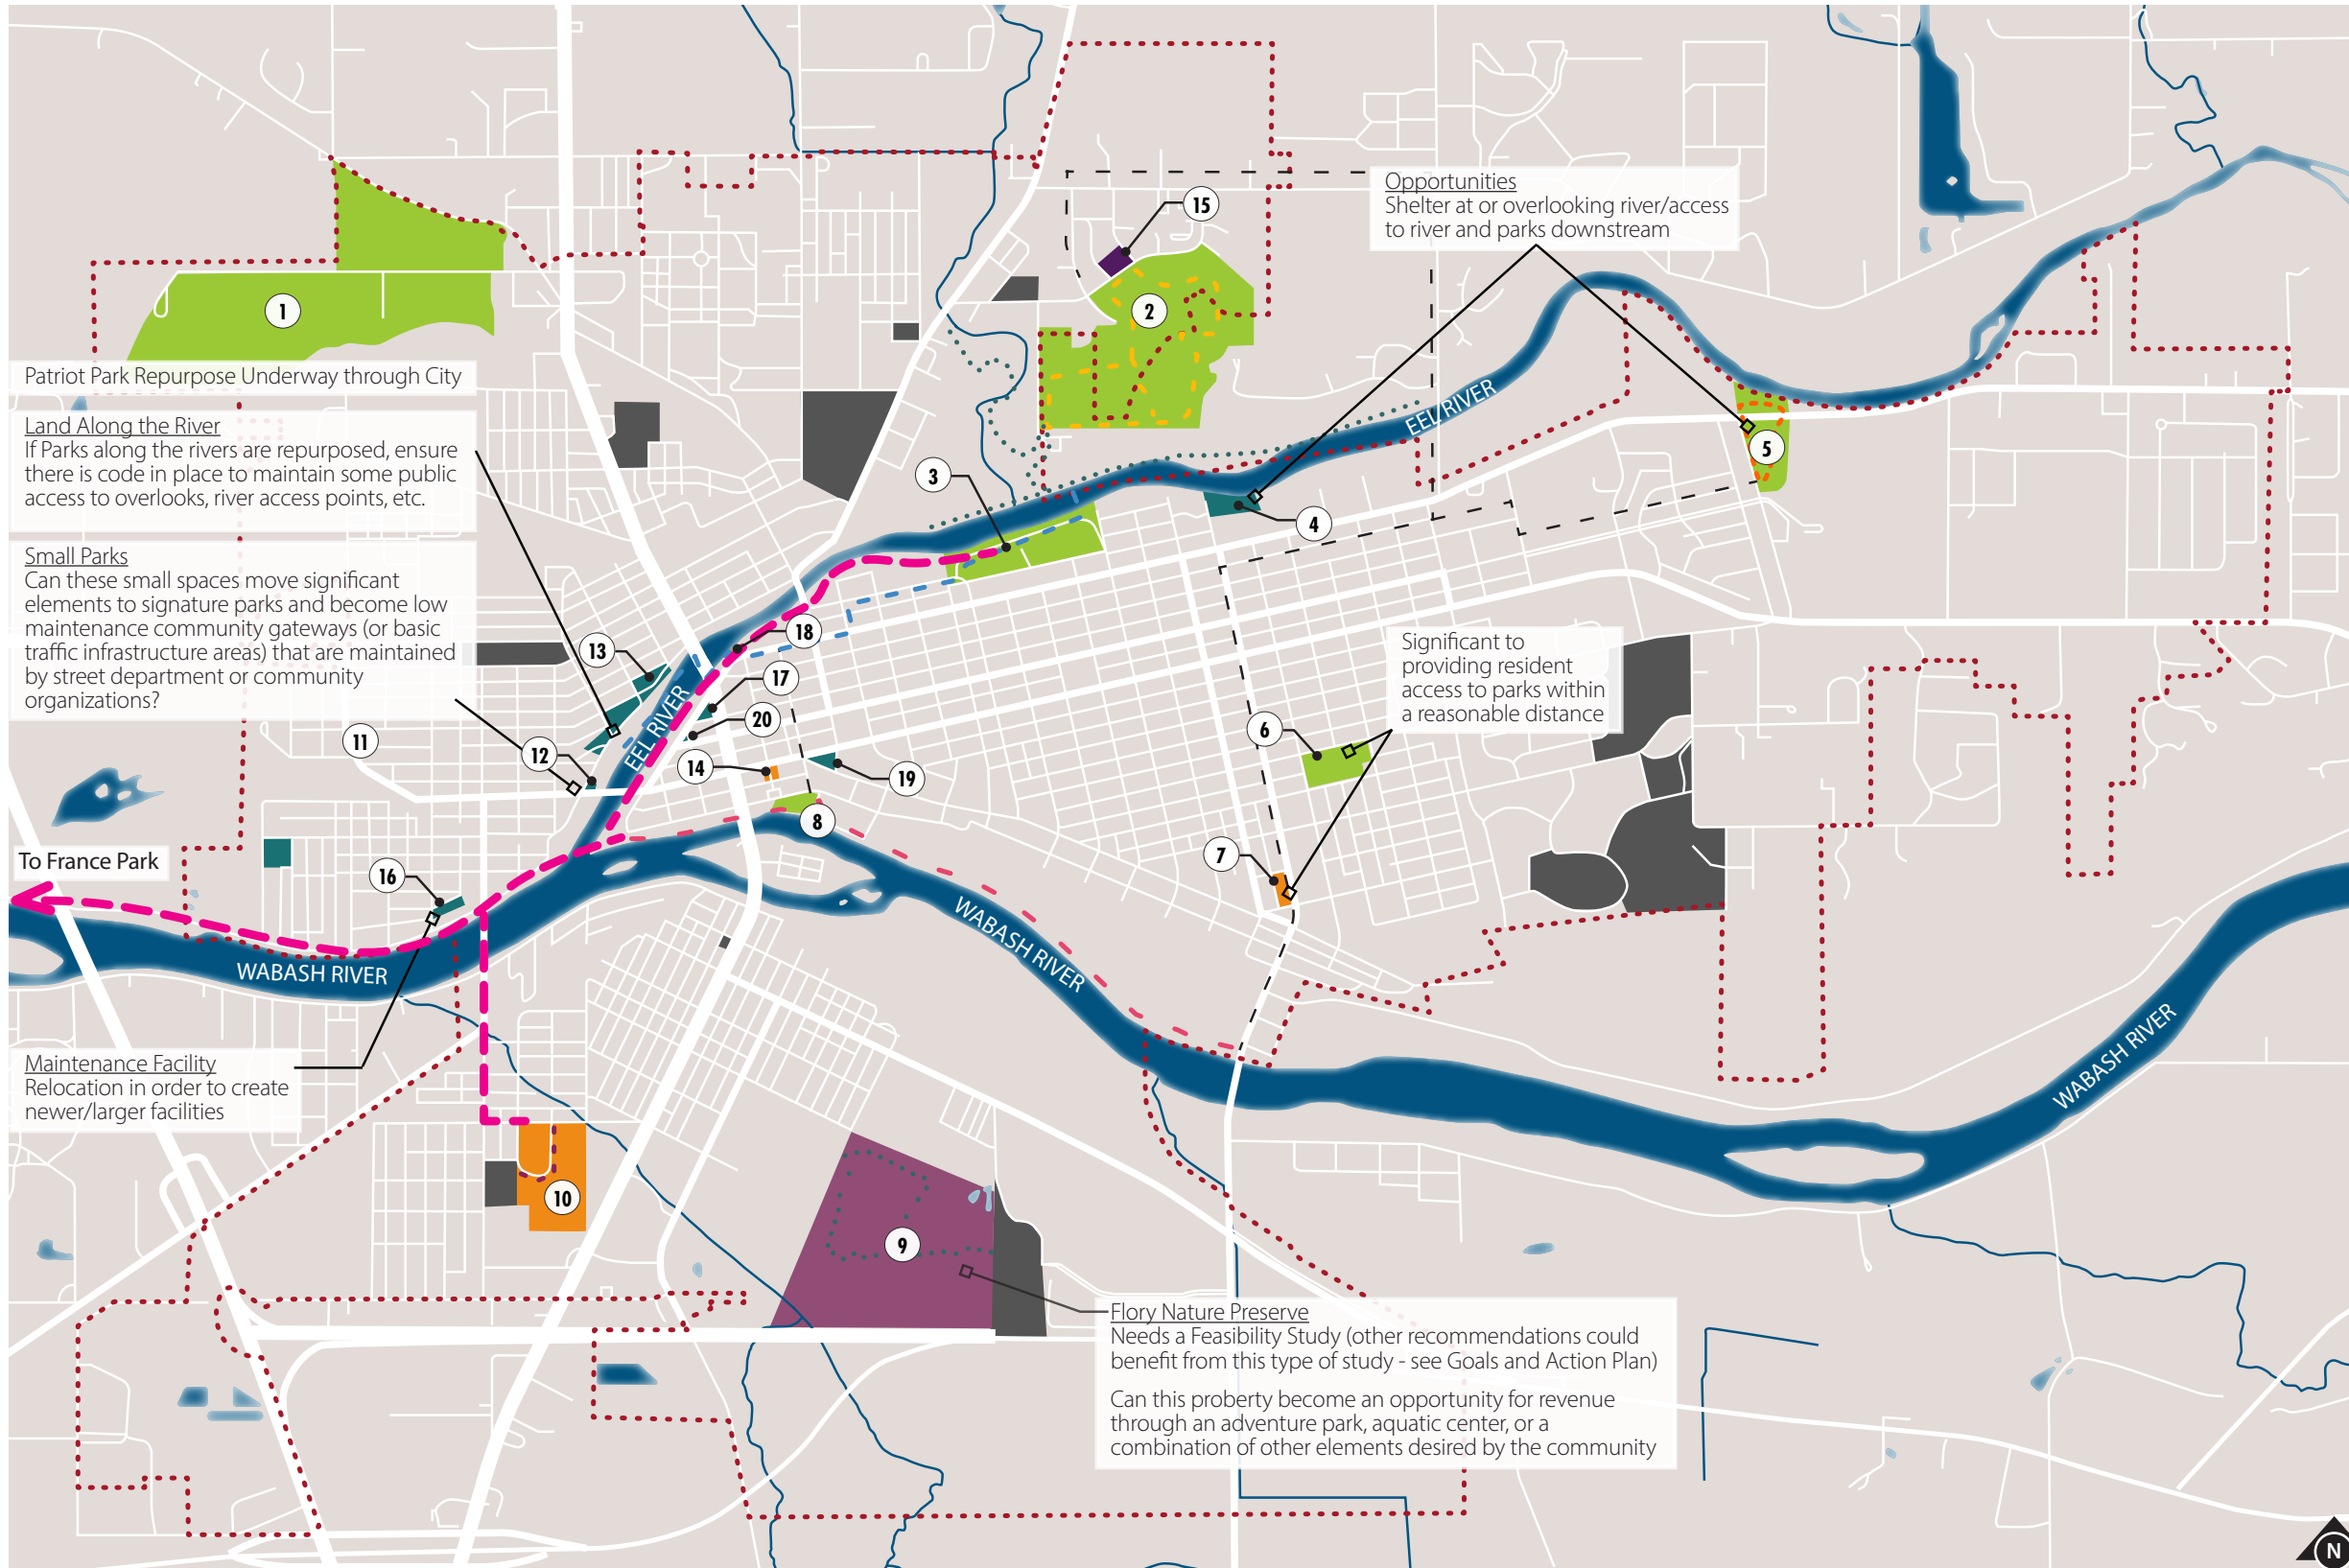 15
Opportunities
Shelter at or overlooking river/access
to river and parks downstream
1
2
Patriot Park Repurpose Underway through City
Land Along the River
If Parks along the rivers are repurposed, ensure
there is code in place to maintain some public
access to overlooks, river access points, etc.
EEL RIVER
5
3
4
Small Parks
Can these small spaces move significant
elements to signature parks and become low
maintenance community gateways (or basic
traffic infrastructure areas) that are maintained
by street department or community
organizations?
18
13
17
20
EEL RIVER
Significant to
providing resident
access to parks within
a reasonable distance
6
11
12
14
19
8
7
To France Park
16
WABASH RIVER
WABASH RIVER
WABASH RIVER
Maintenance Facility
Relocation in order to create
newer/larger facilities
10
9
Flory Nature Preserve
Needs a Feasibility Study (other recommendations could
benefit from this type of study - see Goals and Action Plan)
Can this proberty become an opportunity for revenue
through an adventure park, aquatic center, or a
combination of other elements desired by the community
N